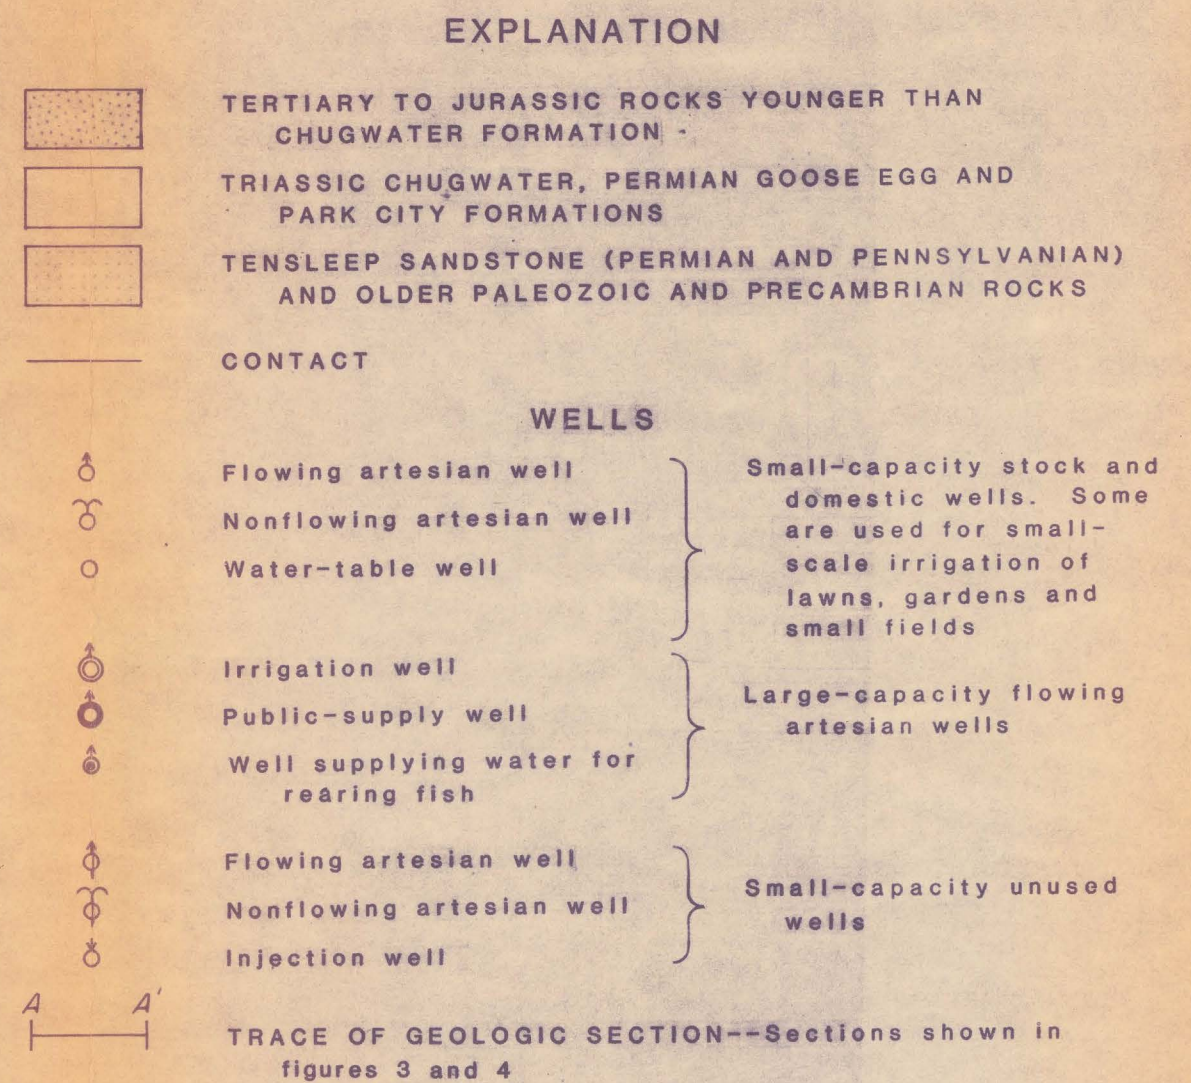 EXPLANATION
TERTIARY TO JURASSIC ROCKS YOUNGER THAN
CHUGWATER FORMATION
TRIASSIC CHUGWATER, PERMIAN GOOSE EGG AND
PARK CITY FORMATIONS
TENSLEEP SANDSTONE (PERMIAN AND PENNSYLVANIAN)
AND OLDER PALEOZOIC AND PRECAMBRIAN ROCKS
CONTACT
WELLS
Flowing artesian well
Nonflowing artesian well
Water-table well
Small-capacity stock and
domestic wells. Some
are used for small-
scale irrigation of
lawns, gardens and
small fields
Irrigation well
Public-supply well
Well supplying water for
rearing fish
Large-capacity flowing
artesian wells
Flowing artesian well
Nonflowing artesian well
Injection well
Small-capacity unused
wells
A A'
TRACE OF GEOLOGIC SECTION--Sections shown in
figures 3 and 4